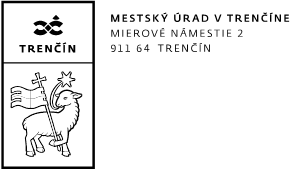 TRENČÍN
MESTSKÝ ÚRAD V TRENČÍNE
MIEROVÉ NÁMESTIE 2
911 64 TRENČÍN